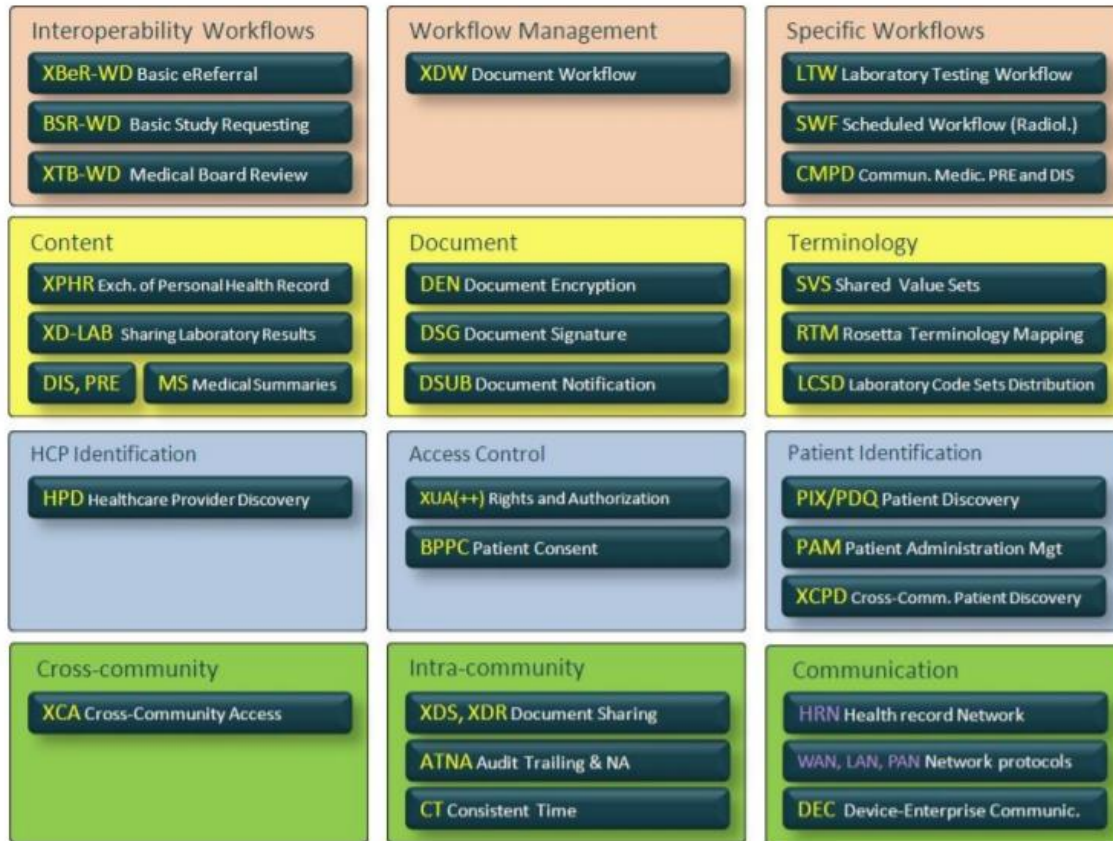 Interoperability Workflows
XBeR-WD Basic eReferral
BSR-WD Basic Study Requesting
XTB-WD Medical Board Review
Workflow Management
XDW Document Workflow
Specific Workflows
LTW Laboratory Testing Workflow
SWF Scheduled Workflow (Radiol.)
CMPD Commun. Medic. PRE and DIS
Content
XPHR Exch. of Personal Health Record
XD-LAB Sharing Laboratory Results
DIS, PRE
MS Medical Summaries
Document
DEN Document Encryption
DSG Document Signature
DSUB Document Notification
Terminology
SVS Shared Value Sets
RTM Rosetta Terminology Mapping
LCSD Laboratory Code Sets Distribution
HCP Identification
HPD Healthcare Provider Discovery
Access Control
XUA(++) Rights and Authorization
BPPC Patient Consent
Patient Identification
PIX/PDQ Patient Discovery
PAM Patient Administration Mgt
XCPD Cross-Comm. Patient Discovery
Cross-community
XCA Cross-Community Access
Intra-community
XDS, XDR Document Sharing
ATNA Audit Trailing & NA
CT Consistent Time
Communication
HRN Health record Network
WAN, LAN, PAN Network protocols
DEC Device-Enterprise Communic.